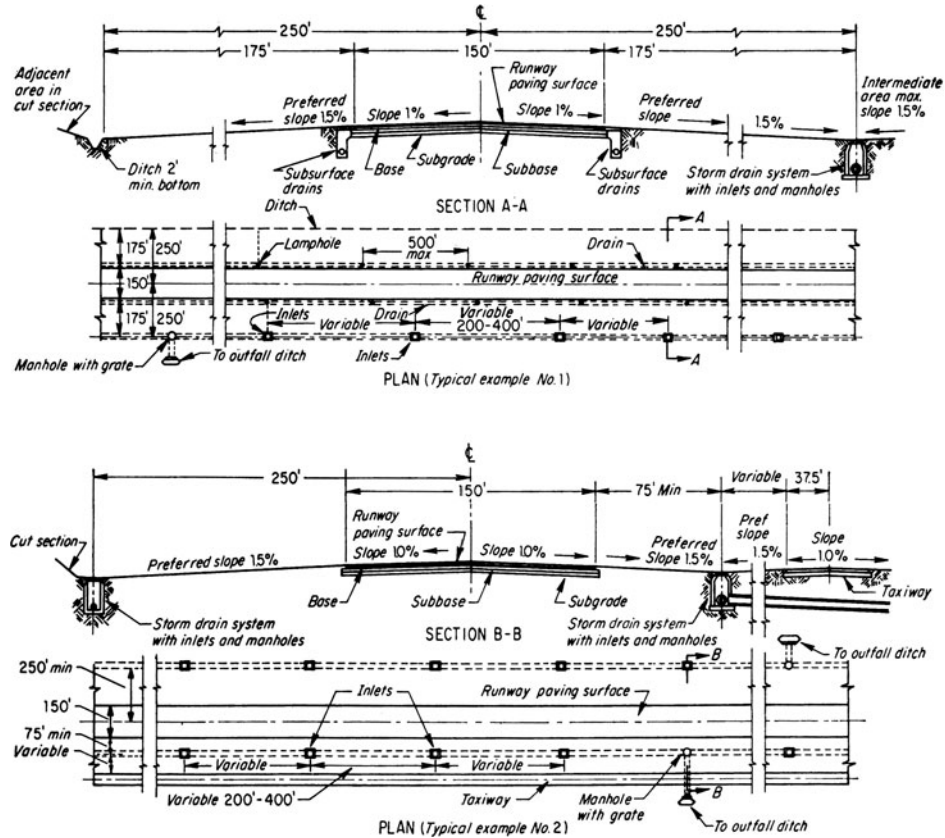 ℄
250' 250'
175' 150' 175'
Adjacent
area in
cut section
Runway
paving surface
Intermediate
area max.
slope 1.5%
Preferred
slope 1.5%
Slope 1%
Slope 1%
Preferred
slope
1.5%
Ditch 2'
min. bottom
Subsurface
drains
Base
Subgrade
Subbase
Subsurface
drains
Storm drain system
with inlets and manholes
SECTION A-A
Ditch
A
175' 250'
Lamphole
500'
max
Drain
150'
Runway paving surface
175' 250'
Inlets
Variable
Drain
Variable
200-400'
Variable
Manhole with grate
To outfall ditch
Inlets
A
PLAN (Typical example No.1)
℄
250'
150'
75' Min
Variable
37.5'
Cut section
Preferred slope 1.5%
Runway
paving surface
Slope 1.0%
Slope 1.0%
Preferred
Slope 1.5%
Pref
slope
1.5%
Slope
1.0%
Base
Subbase
Subgrade
Taxiway
Storm drain system
with inlets and manholes
SECTION B-B
Storm drain system
with inlets and manholes
To outfall ditch
250' min
B
Inlets
Runway paving surface
150'
75' min
Variable
Variable
Variable
Variable 200'-400'
Taxiway
Manhole
with grate
B
To outfall ditch
PLAN (Typical example No.2)